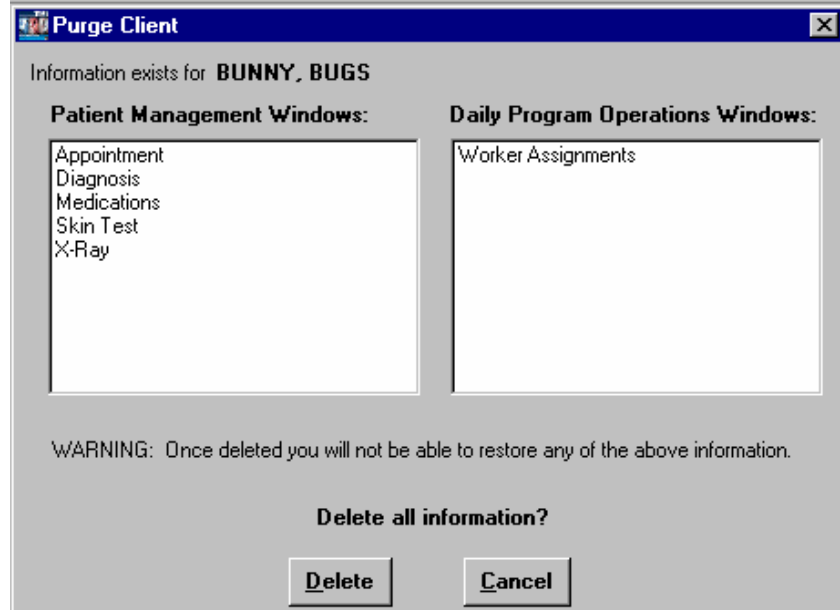 Purge Client
Information exists for BUNNY, BUGS
Patient Management Windows:
Appointment
Diagnosis
Medications
Skin Test
X-Ray
Daily Program Operations Windows:
Worker Assignments
WARNING: Once deleted you will not be able to restore any of the above information.
Delete all information?
Delete
Cancel